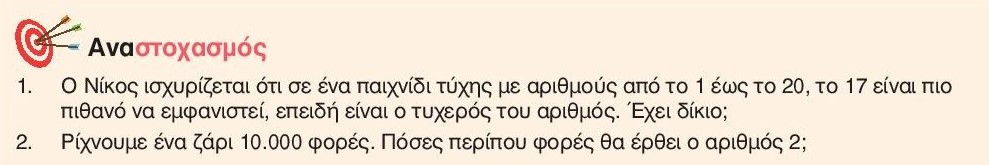 Αναστοχασμός
1. Ο Νίκος ισχυρίζεται ότι σε ένα παιχνίδι τύχης με αριθμούς από το 1 έως το 20, το 17 είναι πιο
πιθανό να εμφανιστεί, επειδή είναι ο τυχερός του αριθμός. Έχει δίκιο;
2. Ρίχνουμε ένα ζάρι 10.000 φορές. Πόσες περίπου φορές θα έρθει ο αριθμός 2;